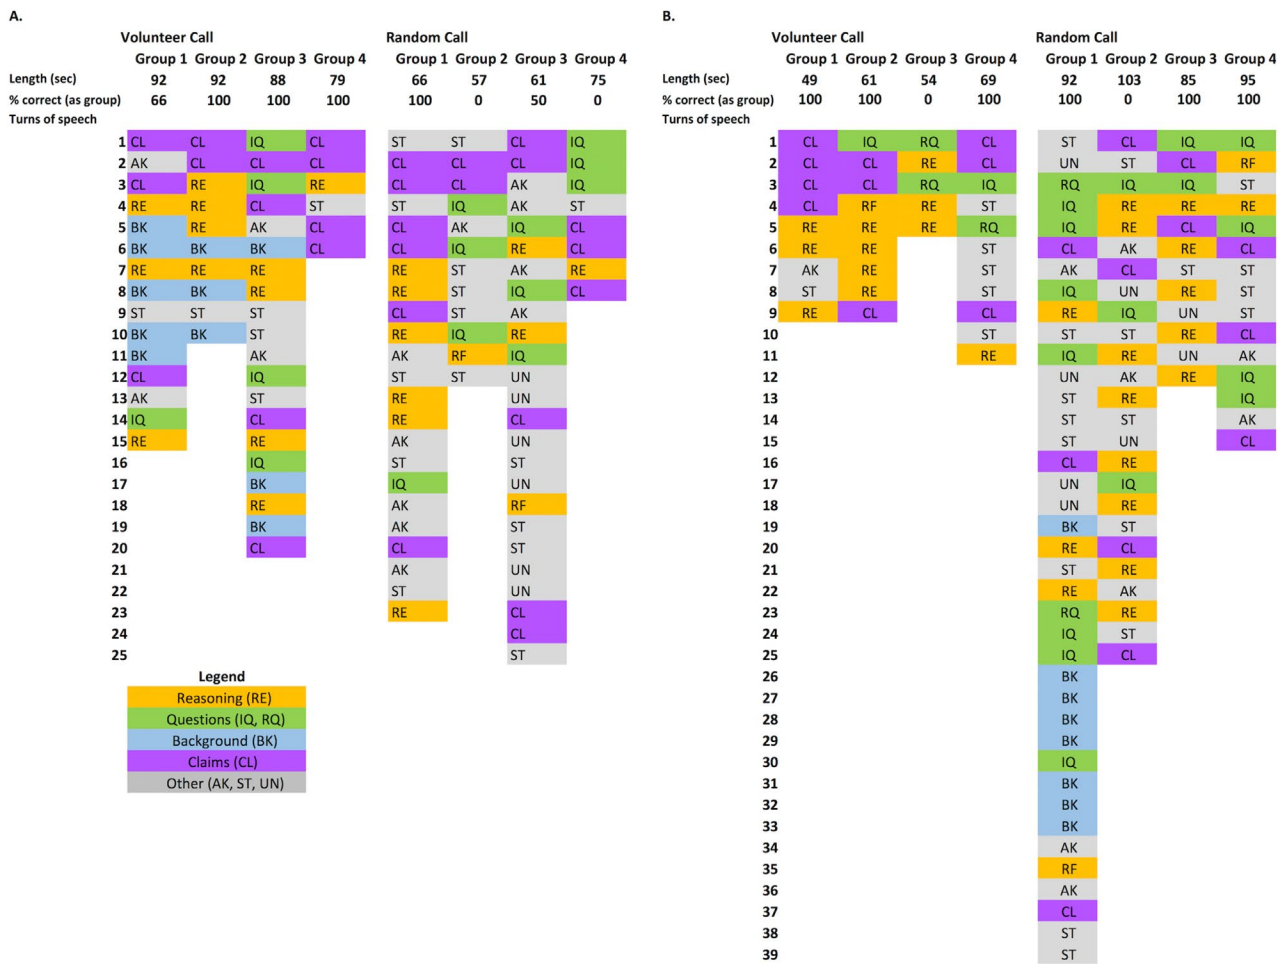 A. B.
Volunteer Call Random Call Volunteer Call Random Call
Group 1 Group 2 Group 3 Group 4 Group 1 Group 2 Group 3 Group 4 Group 1 Group 2 Group 3 Group 4 Group 1 Group 2 Group 3 Group 4
Length (sec) 92 92 88 79 66 57 61 75 Length (sec) 49 61 54 69 92 103 85 95
% correct (as group) 66 100 100 100 100 0 50 0 % correct (as group) 100 100 0 100 100 0 100 100
Turns of speech Turns of speech
1 CL CL IQ CL ST ST CL IQ 1 CL IQ RQ CL ST CL IQ IQ
2 AK CL CL CL CL CL CL IQ 2 CL CL RE CL UN ST CL RF
3 CL RE IQ RE CL CL AK IQ 3 CL CL RQ IQ RQ IQ IQ ST
4 RE RE CL ST ST IQ AK ST 4 CL RF RE ST IQ RE RE RE
5 BK RE AK CL CL AK IQ CL 5 RE RE RE RQ IQ RE CL IQ
6 BK BK BK CL CL IQ RE CL 6 RE RE ST CL AK RE CL
7 RE RE RE RE ST AK RE 7 AK RE ST AK CL ST ST
8 BK BK RE RE ST IQ CL 8 ST RE ST IQ UN RE ST
9 ST ST ST CL ST AK 9 RE CL CL RE IQ UN ST
10 BK BK ST RE IQ RE 10 ST ST ST RE CL
11 BK AK AK RF IQ 11 RE IQ RE UN AK
12 CL IQ ST ST UN 12 UN AK RE IQ
13 AK ST RE UN 13 ST RE IQ
14 IQ CL RE CL 14 ST ST AK
15 RE RE AK UN 15 ST UN CL
16 IQ ST ST 16 CL RE
17 BK IQ UN 17 UN IQ
18 RE AK RF 18 UN RE
19 BK AK ST 19 BK ST
20 CL CL ST 20 RE CL
21 AK UN 21 ST RE
22 ST UN 22 RE AK
23 RE CL 23 RQ RE
24 CL 24 IQ ST
25 ST 25 IQ CL
Legend 26 BK
Reasoning (RE) 27 BK
Questions (IQ, RQ) 28 BK
Background (BK) 29 BK
Claims (CL) 30 IQ
Other (AK, ST, UN) 31 BK
32 BK
33 BK
34 AK
35 RF
36 AK
37 CL
38 ST
39 ST